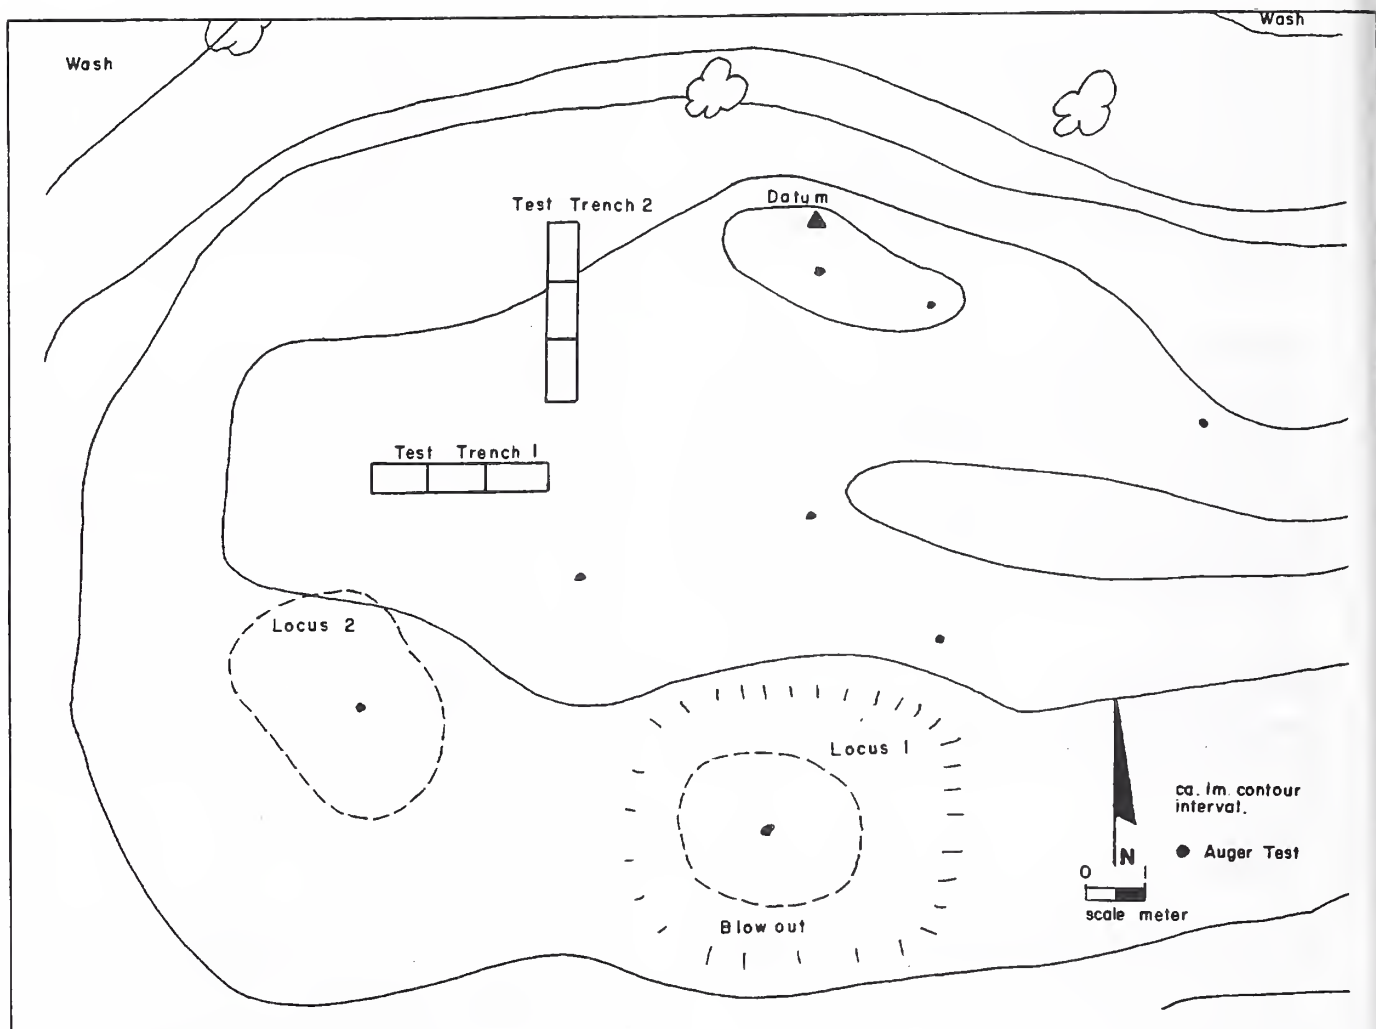 Wash
Wash
Datum
Test Trench 2
Test Trench 1
Locus 2
Locus 1
ca. 1m. contour
interval.
N
Auger Test
0 1
scale meter
Blow out